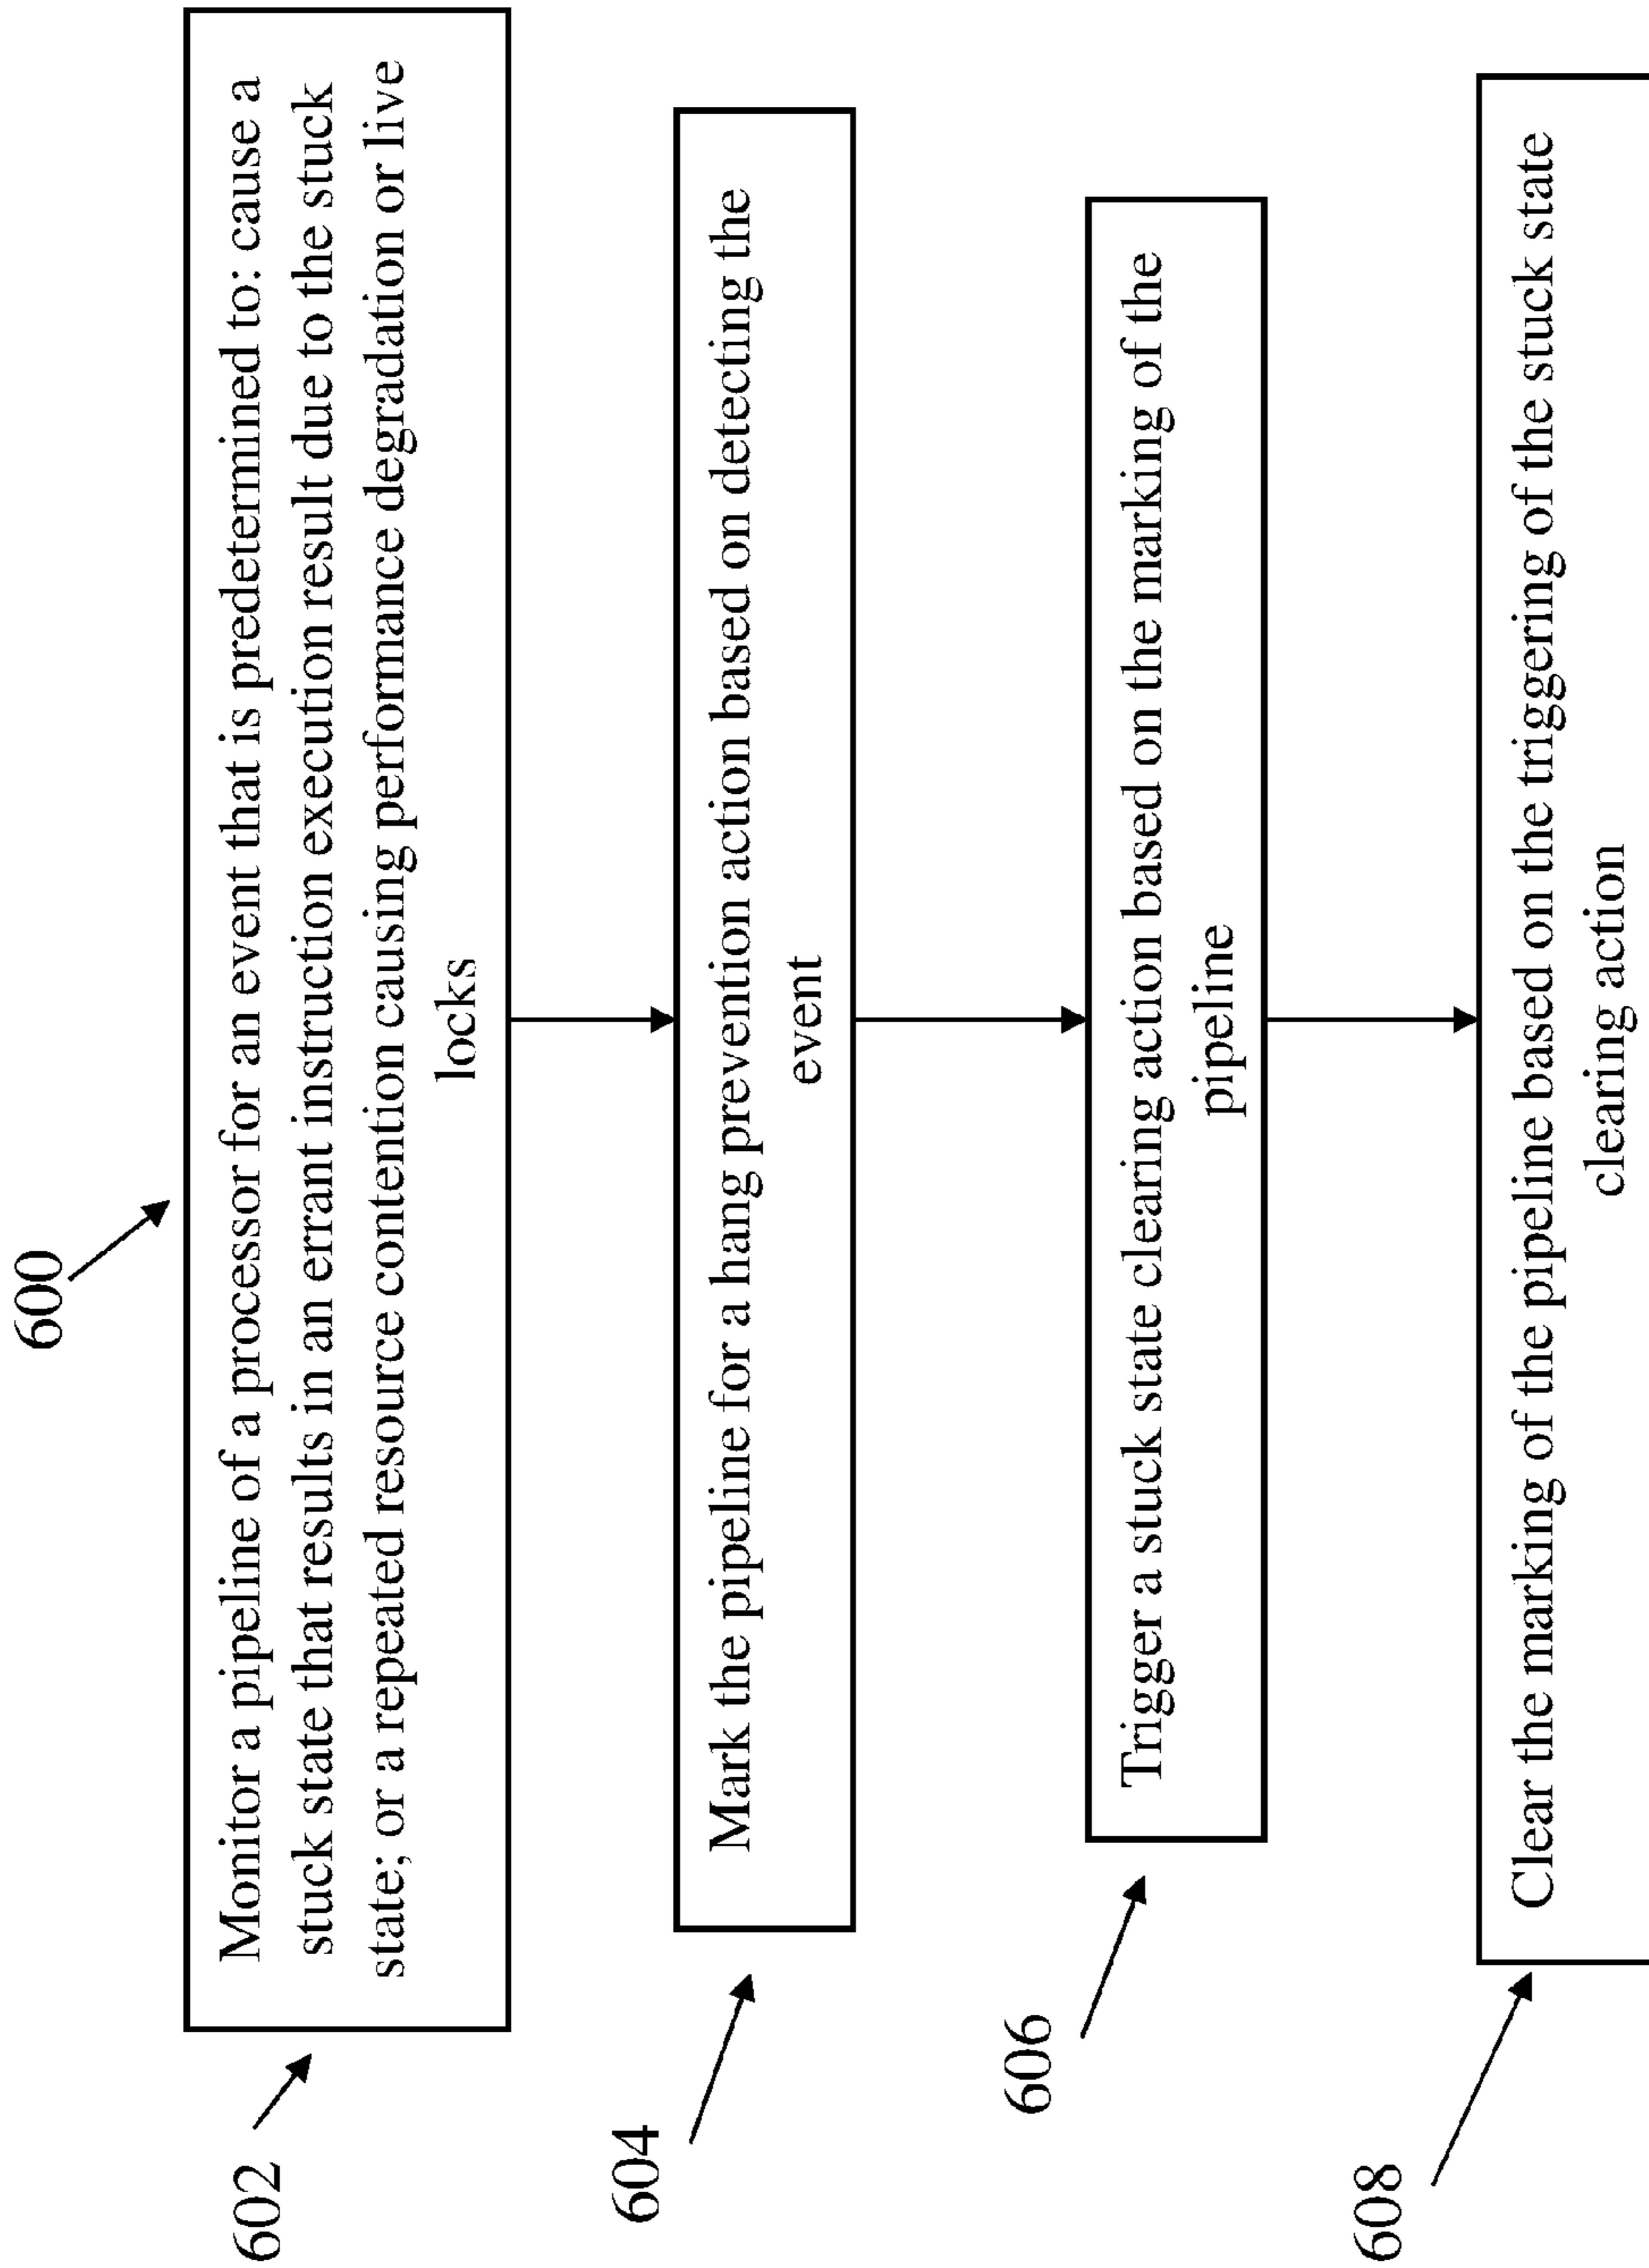 600
602
Monitor a pipeline of a processor for an event that is predetermined to: cause a
stuck state that results in an errant instruction execution result due to the stuck
state; or a repeated resource contention causing performance degradation or live
locks
604
Mark the pipeline for a hang prevention action based on detecting the
event
606
Trigger a stuck state clearing action based on the marking of the
pipeline
608
Clear the marking of the pipeline based on the triggering of the stuck state
clearing action